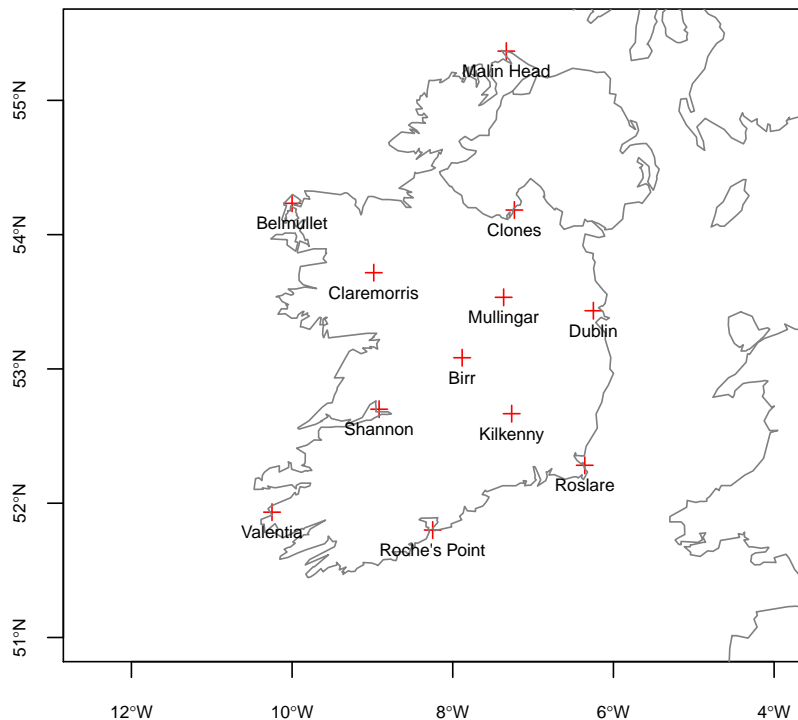 55°N
54°N
53°N
52°N
51°N
Malin Head
Belmullet
Clones
Claremorris
Mullingar
Dublin
Birr
Shannon
Kilkenny
Roslare
Valentia
Roche's Point
12°W
10°W
8°W
6°W
4°W